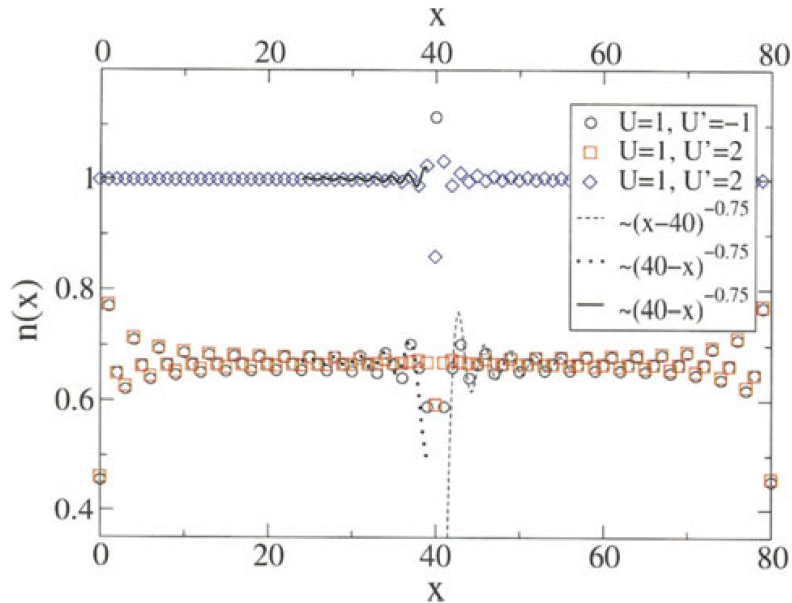 x
0 20 40 60 80
U=1, U'=-1
U=1, U'=2
U=1, U'=2
~(x-40)^-0.75
~(40-x)^-0.75
~(40-x)^-0.75
1
0.8
0.6
0.4
n(x)
0 20 40 60 80
x